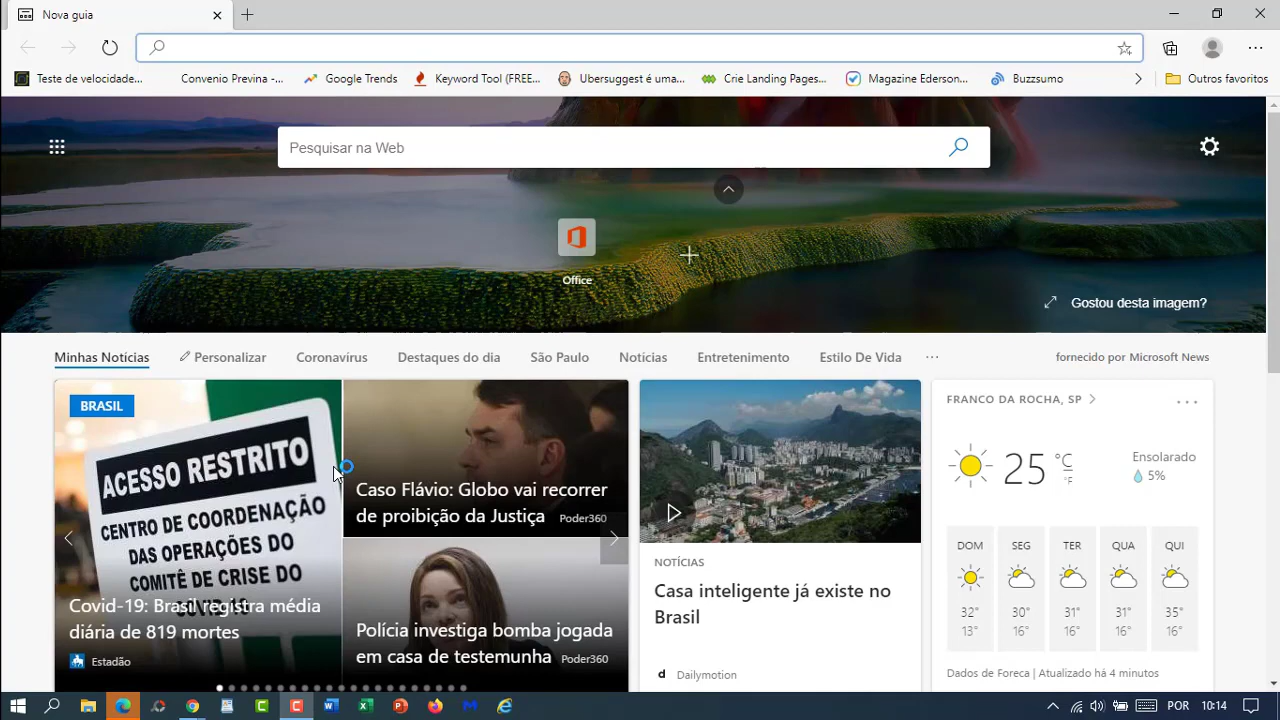 Nova guia
Teste de velocidade...
Convenio Previna -...
Google Trends
Keyword Tool (FREE...
Ubersuggest é uma...
Crie Landing Pages...
Magazine Ederson...
Buzzsumo
Outros favoritos
Pesquisar na Web
Office
Gostou desta imagem?
Minhas Notícias
Personalizar
Coronavírus
Destaques do dia
São Paulo
Notícias
Entretenimento
Estilo De Vida
...
fornecido por Microsoft News
BRASIL
ACESSO RESTRITO
CENTRO DE COORDENAÇÃO
DAS OPERAÇÕES DO
COMITÊ DE CRISE DO
Covid-19: Brasil registra média
diária de 819 mortes
Estadão
Caso Flávio: Globo vai recorrer
de proibição da Justiça Poder360
Polícia investiga bomba jogada
em casa de testemunha Poder360
NOTÍCIAS
Casa inteligente já existe no
Brasil
d Dailymotion
FRANCO DA ROCHA, SP
25 °C
°F
Ensolarado
5%
DOM SEG TER QUA QUI
32° 30° 31° 31° 35°
13° 16° 16° 16° 16°
Dados de Foreca | Atualizado há 4 minutos
POR 10:14